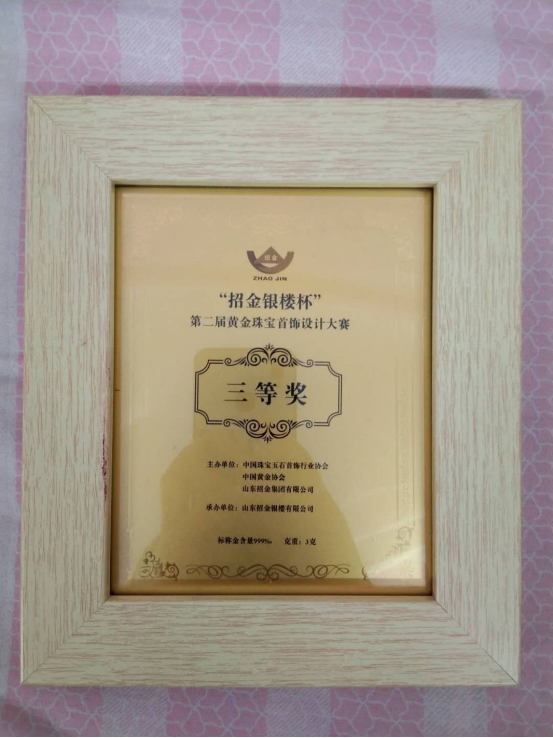 招金
ZHAO JIN
“招金银楼杯”
第二届黄金珠宝首饰设计大赛
三等奖
主办单位：中国珠宝玉石首饰行业协会
中国黄金协会
山东招金集团有限公司
承办单位：山东招金银楼有限公司
标称金含量999‰ 克重：3克